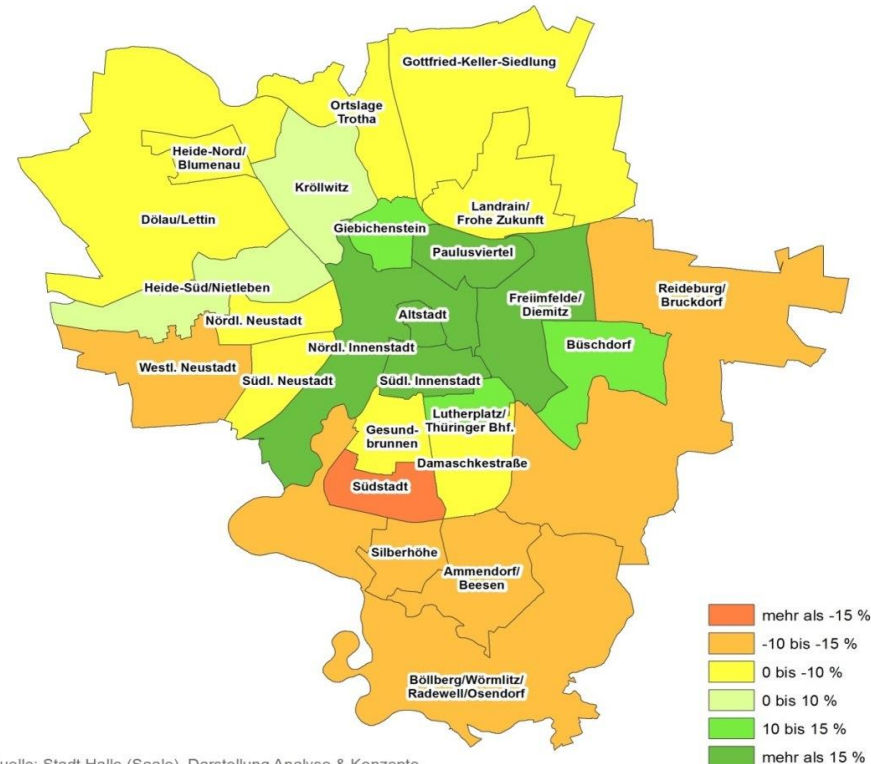 Gottfried-Keller-Siedlung
Ortslage
Trotha
Heide-Nord/
Blumenau
Kröllwitz
Landrain/
Frohe Zukunft
Dölau/Lettin
Giebichenstein
Paulusviertel
Heide-Süd/Nietleben
Freiimfelde/
Diemitz
Reideburg/
Bruckdorf
Nördl. Neustadt
Altstadt
Nördl. Innenstadt
Büschdorf
Westl. Neustadt
Südl. Neustadt
Südl. Innenstadt
Lutherplatz/
Thüringer Bhf.
Gesund-
brunnen
Damaschkestraße
Südstadt
Silberhöhe
Ammendorf/
Beesen
Böllberg/Wörmlitz/
Radewell/Osendorf
mehr als -15 %
-10 bis -15 %
0 bis -10 %
0 bis 10 %
10 bis 15 %
mehr als 15 %
uelle: Stadt Halle (Saale), Darstellung Analyse & Konzepte